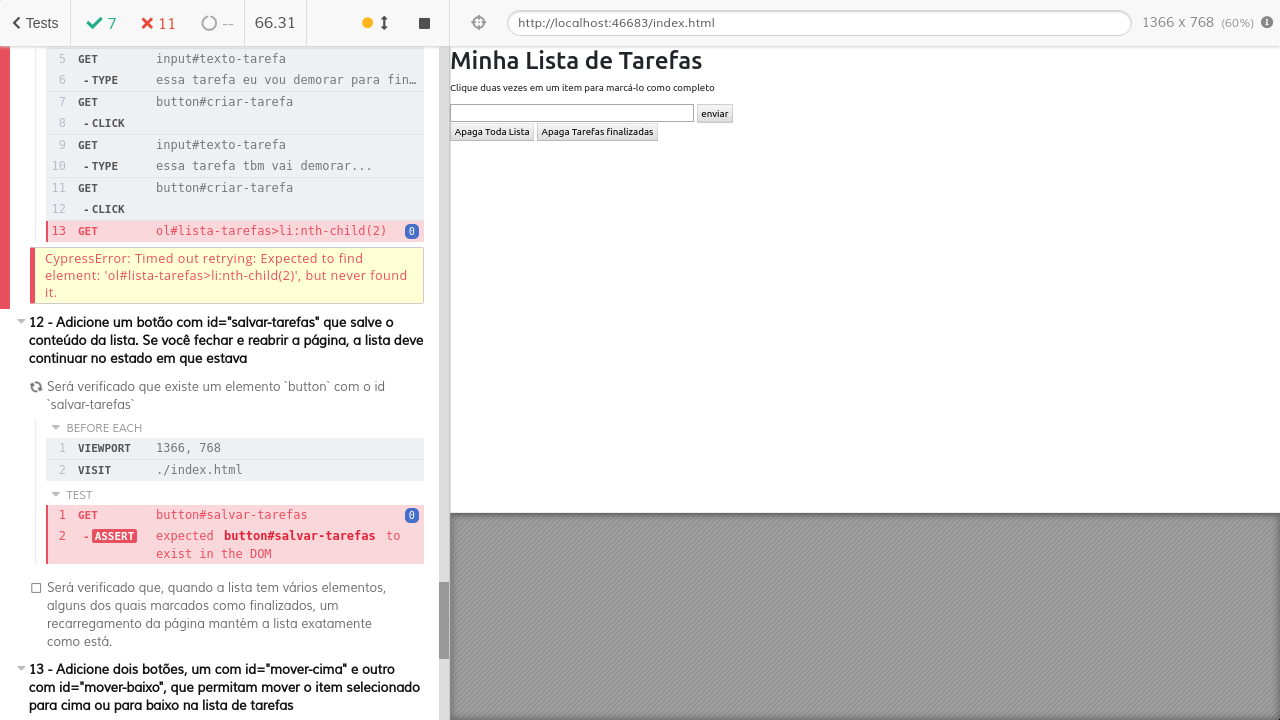 Tests
7
11
--
66.31
http://localhost:46683/index.html
1366 x 768 (60%)
5 GET input#texto-tarefa
6 - TYPE essa tarefa eu vou demorar para fin…
7 GET button#criar-tarefa
8 - CLICK
9 GET input#texto-tarefa
10 - TYPE essa tarefa tbm vai demorar...
11 GET button#criar-tarefa
12 - CLICK
13 GET ol#lista-tarefas>li:nth-child(2) 0
CypressError: Timed out retrying: Expected to find
element: 'ol#lista-tarefas>li:nth-child(2)', but never found
it.
12 - Adicione um botão com id="salvar-tarefas" que salve o
conteúdo da lista. Se você fechar e reabrir a página, a lista deve
continuar no estado em que estava
Será verificado que existe um elemento `button` com o id
`salvar-tarefas`
BEFORE EACH
1 VIEWPORT 1366, 768
2 VISIT ./index.html
TEST
1 GET button#salvar-tarefas 0
2 - ASSERT expected button#salvar-tarefas to
exist in the DOM
Será verificado que, quando a lista tem vários elementos,
alguns dos quais marcados como finalizados, um
recarregamento da página mantém a lista exatamente
como está.
13 - Adicione dois botões, um com id="mover-cima" e outro
com id="mover-baixo", que permitam mover o item selecionado
para cima ou para baixo na lista de tarefas
Minha Lista de Tarefas
Clique duas vezes em um item para marcá-lo como completo
enviar
Apaga Toda Lista Apaga Tarefas finalizadas